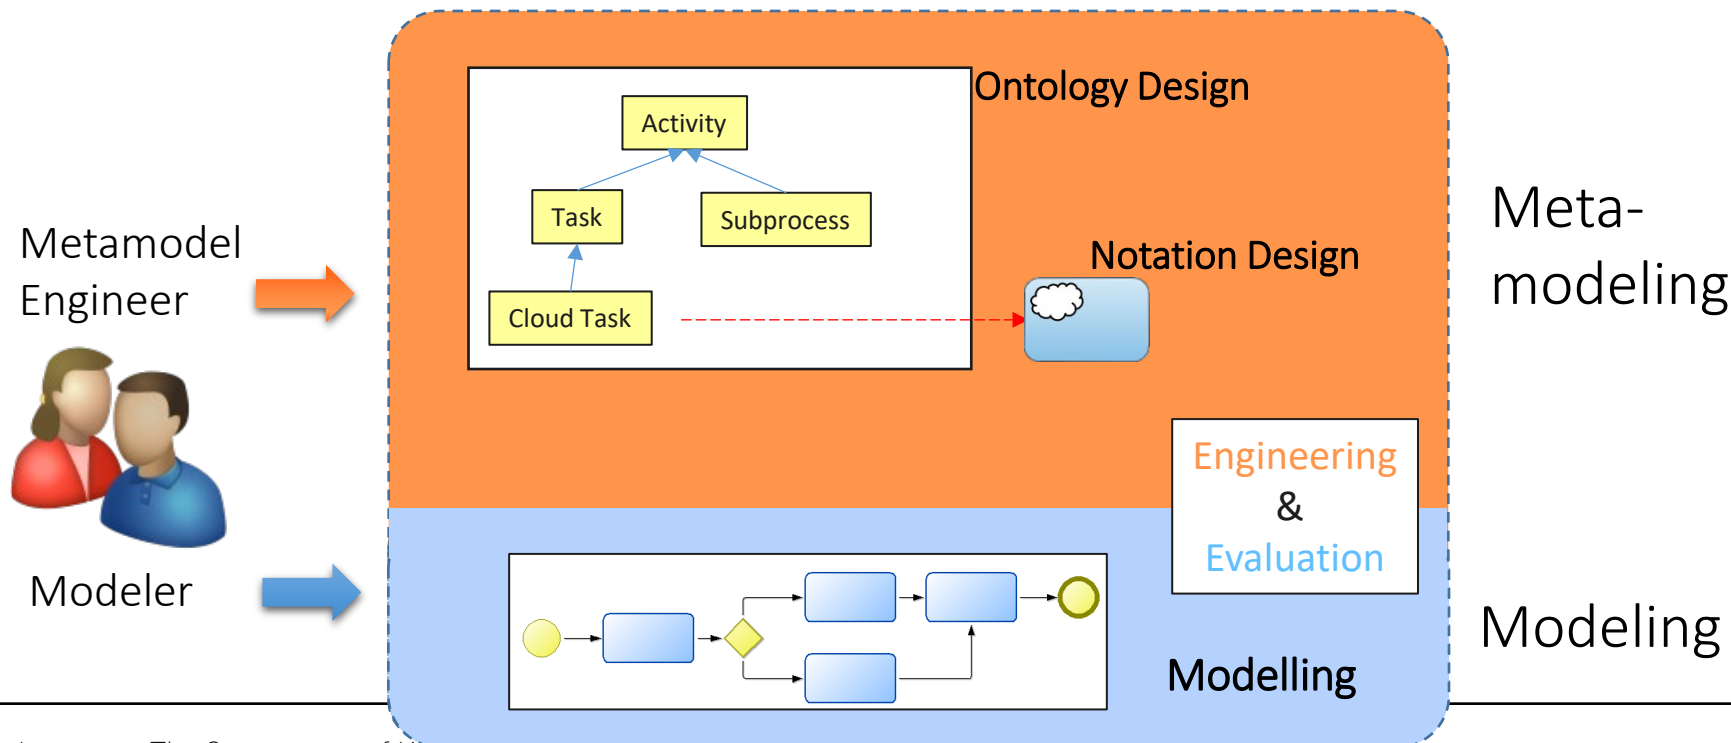 Ontology Design
Activity
Task
Subprocess
Cloud Task
Notation Design
Meta-
modeling
Metamodel
Engineer
Engineering
&
Evaluation
Modeler
Modeling
Modelling